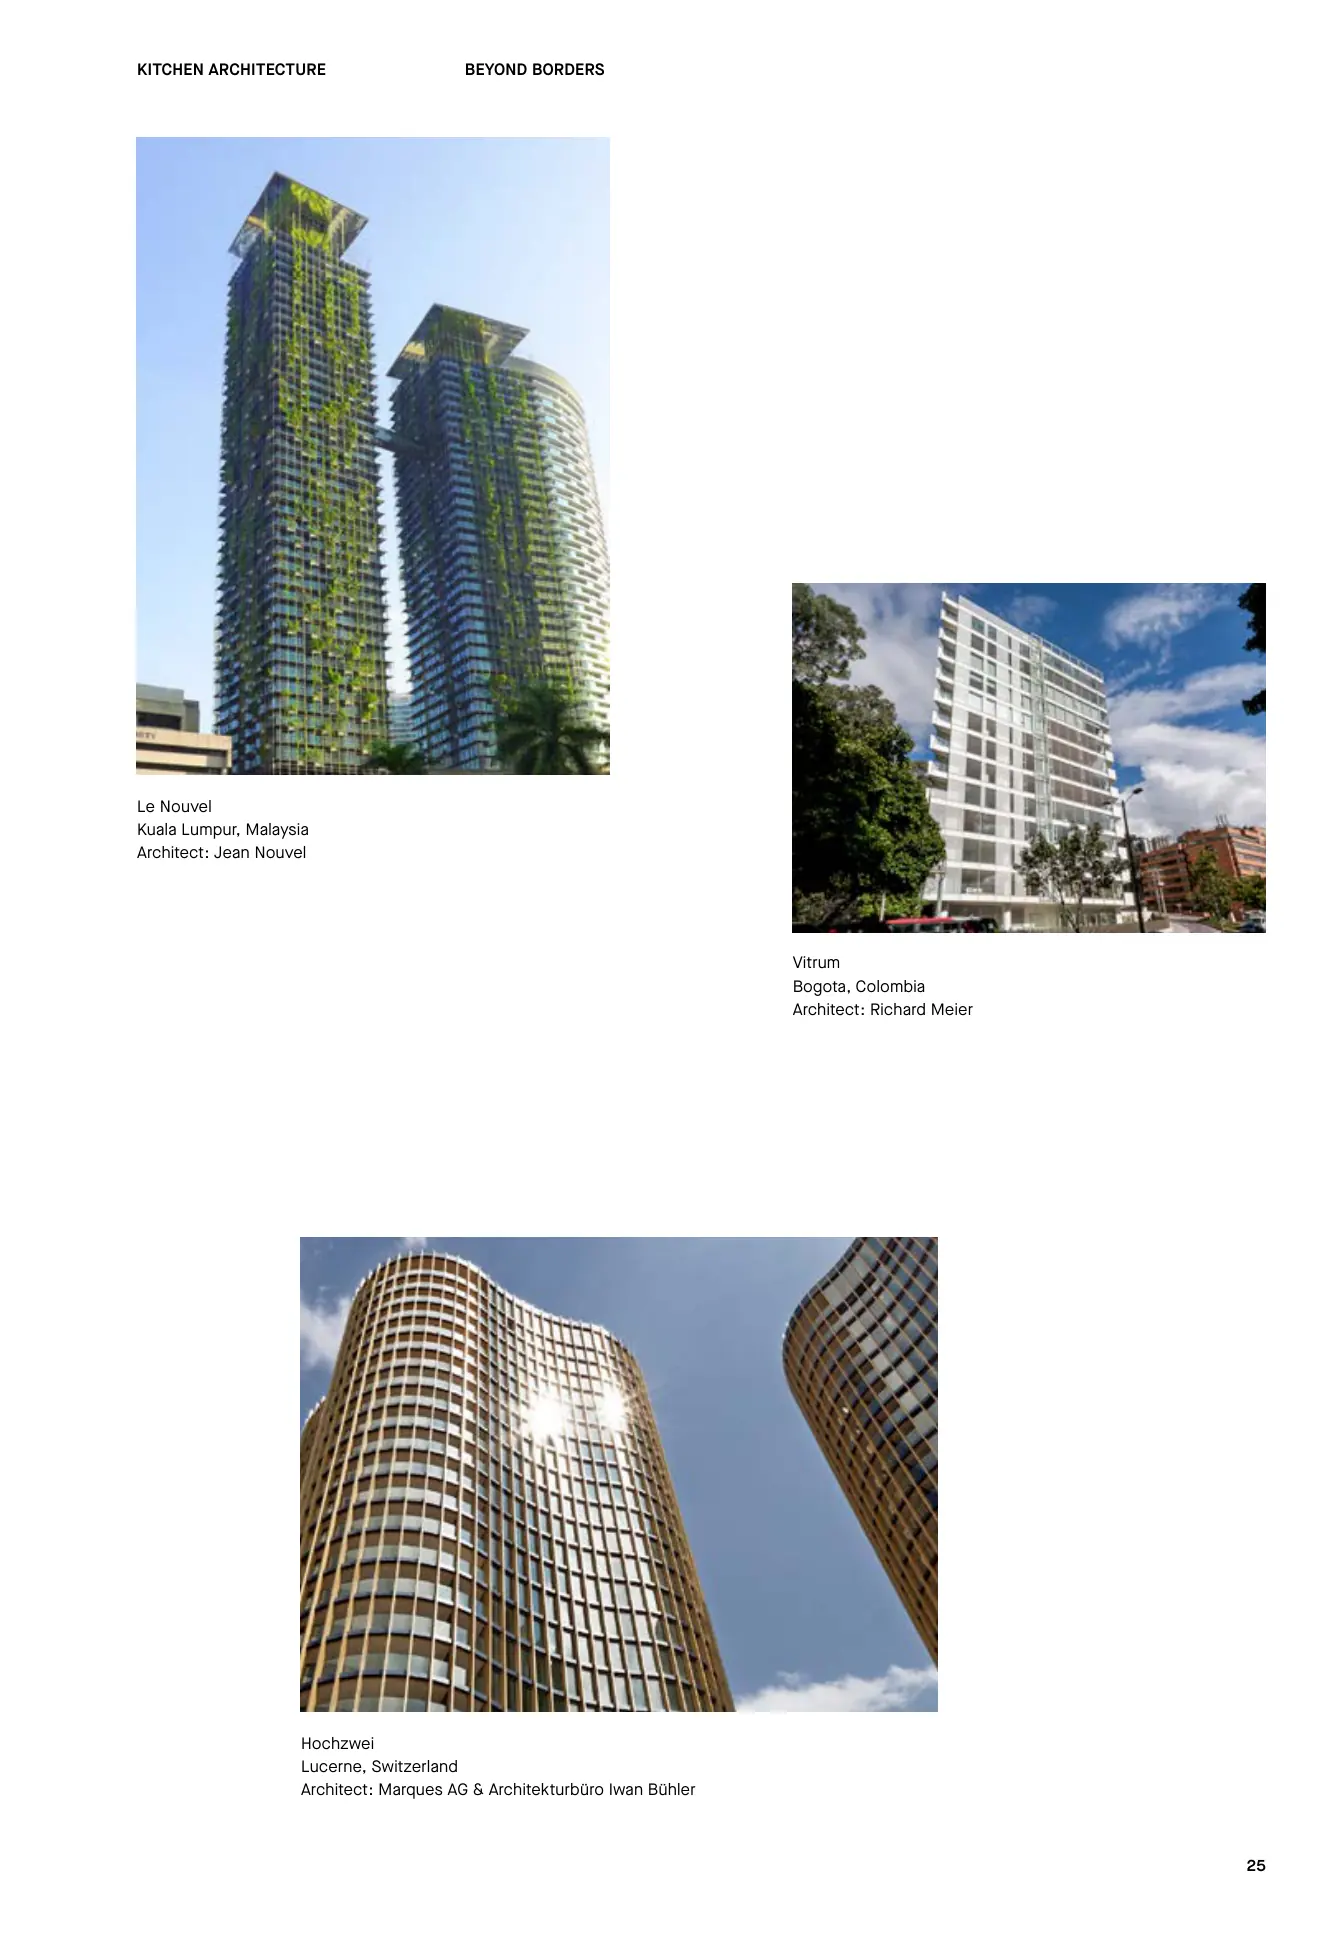 KITCHEN ARCHITECTURE
BEYOND BORDERS
Le Nouvel
Kuala Lumpur, Malaysia
Architect: Jean Nouvel
Vitrum
Bogota, Colombia
Architect: Richard Meier
Hochzwei
Lucerne, Switzerland
Architect: Marques AG & Architekturbüro Iwan Bühler
25